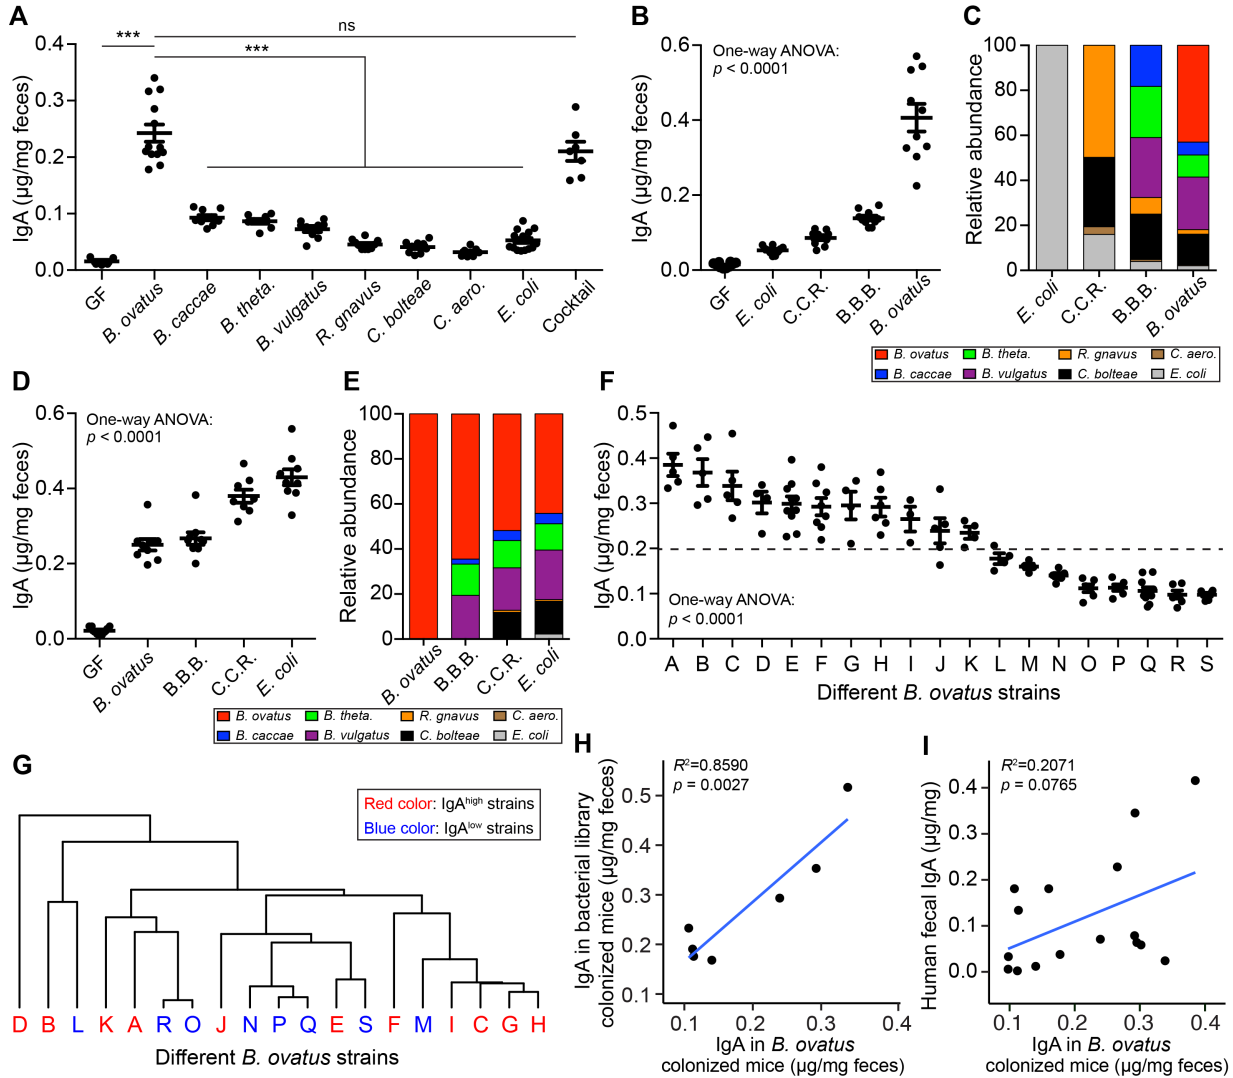 A
IgA (µg/mg feces)
0.4
0.3
0.2
0.1
0.0
***
ns
***
GF
B. ovatus
B. caccae
B. theta.
B. vulgatus
R. gnavus
C. bolteae
C. aero.
E. coli
Cocktail
B
IgA (µg/mg feces)
0.6
0.4
0.2
0.0
One-way ANOVA:
p < 0.0001
GF
E. coli
C.C.R.
B.B.B.
B. ovatus
C
Relative abundance
100
80
60
40
20
0
E. coli
C.C.R.
B.B.B.
B. ovatus
B. ovatus B. theta. R. gnavus C. aero.
B. caccae B. vulgatus C. bolteae E. coli
D
IgA (µg/mg feces)
0.6
0.4
0.2
0.0
One-way ANOVA:
p < 0.0001
GF
B. ovatus
B.B.B.
C.C.R.
E. coli
E
Relative abundance
100
80
60
40
20
0
B. ovatus
B.B.B.
C.C.R.
E. coli
B. ovatus B. theta. R. gnavus C. aero.
B. caccae B. vulgatus C. bolteae E. coli
F
IgA (µg/mg feces)
0.5
0.4
0.3
0.2
0.1
0.0
One-way ANOVA:
p < 0.0001
A B C D E F G H I J K L M N O P Q R S
Different B. ovatus strains
G
Red color: IgAhigh strains
Blue color: IgAlow strains
D B L K A R O J N P Q E S F M I C G H
Different B. ovatus strains
H
R2=0.8590
p = 0.0027
IgA in bacterial library
colonized mice (µg/mg feces)
0.5
0.4
0.3
0.2
0.1
0.1 0.2 0.3 0.4
IgA in B. ovatus
colonized mice (µg/mg feces)
I
R2=0.2071
p = 0.0765
Human fecal IgA (µg/mg)
0.4
0.3
0.2
0.1
0.0
0.1 0.2 0.3 0.4
IgA in B. ovatus
colonized mice (µg/mg feces)